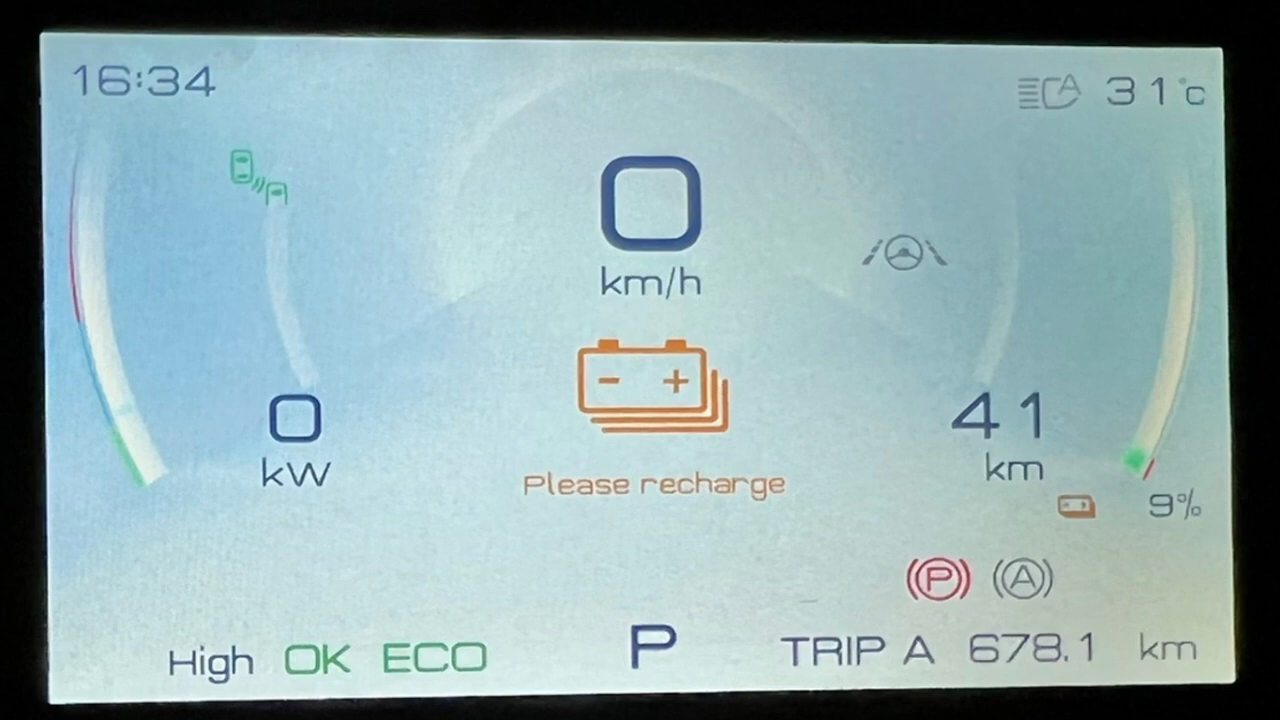 16:34
A 31°C
0
km/h
0
kW
41
km
- +
Please recharge
9%
(P) (A)
High OK ECO
P
TRIP A 678.1 km